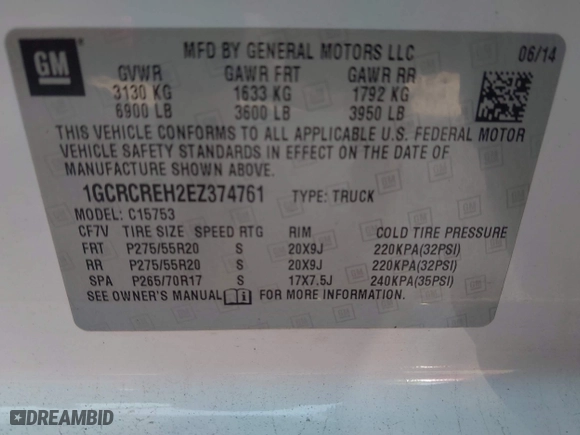 GM
MFD BY GENERAL MOTORS LLC 06/14
GVWR GAWR FRT GAWR RR
3130 KG 1633 KG 1792 KG
6900 LB 3600 LB 3950 LB
THIS VEHICLE CONFORMS TO ALL APPLICABLE U.S. FEDERAL MOTOR
VEHICLE SAFETY STANDARDS IN EFFECT ON THE DATE OF
MANUFACTURE SHOWN ABOVE.
1GCRCREH2EZ374761 TYPE: TRUCK
MODEL: C15753
CF7V TIRE SIZE SPEED RTG RIM COLD TIRE PRESSURE
FRT P275/55R20 S 20X9J 220KPA(32PSI)
RR P275/55R20 S 20X9J 220KPA(32PSI)
SPA P265/70R17 S 17X7.5J 240KPA(35PSI)
SEE OWNER'S MANUAL FOR MORE INFORMATION.
DREAMBID